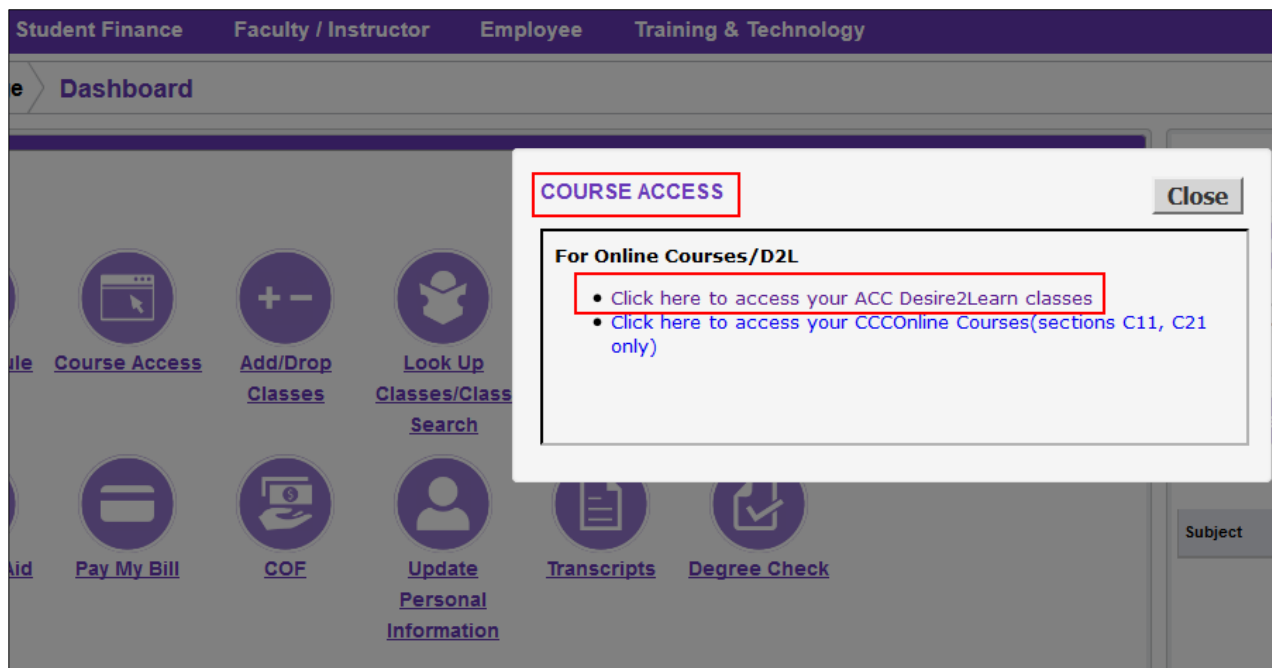 Student Finance Faculty / Instructor Employee Training & Technology
Dashboard
COURSE ACCESS
Close
For Online Courses/D2L
• Click here to access your ACC Desire2Learn classes
• Click here to access your CCCOnline Courses(sections C11, C21
only)
Course Access Add/Drop Look Up
Classes Classes/Class
Search
Subject
Pay My Bill COF Update Transcripts Degree Check
Personal
Information